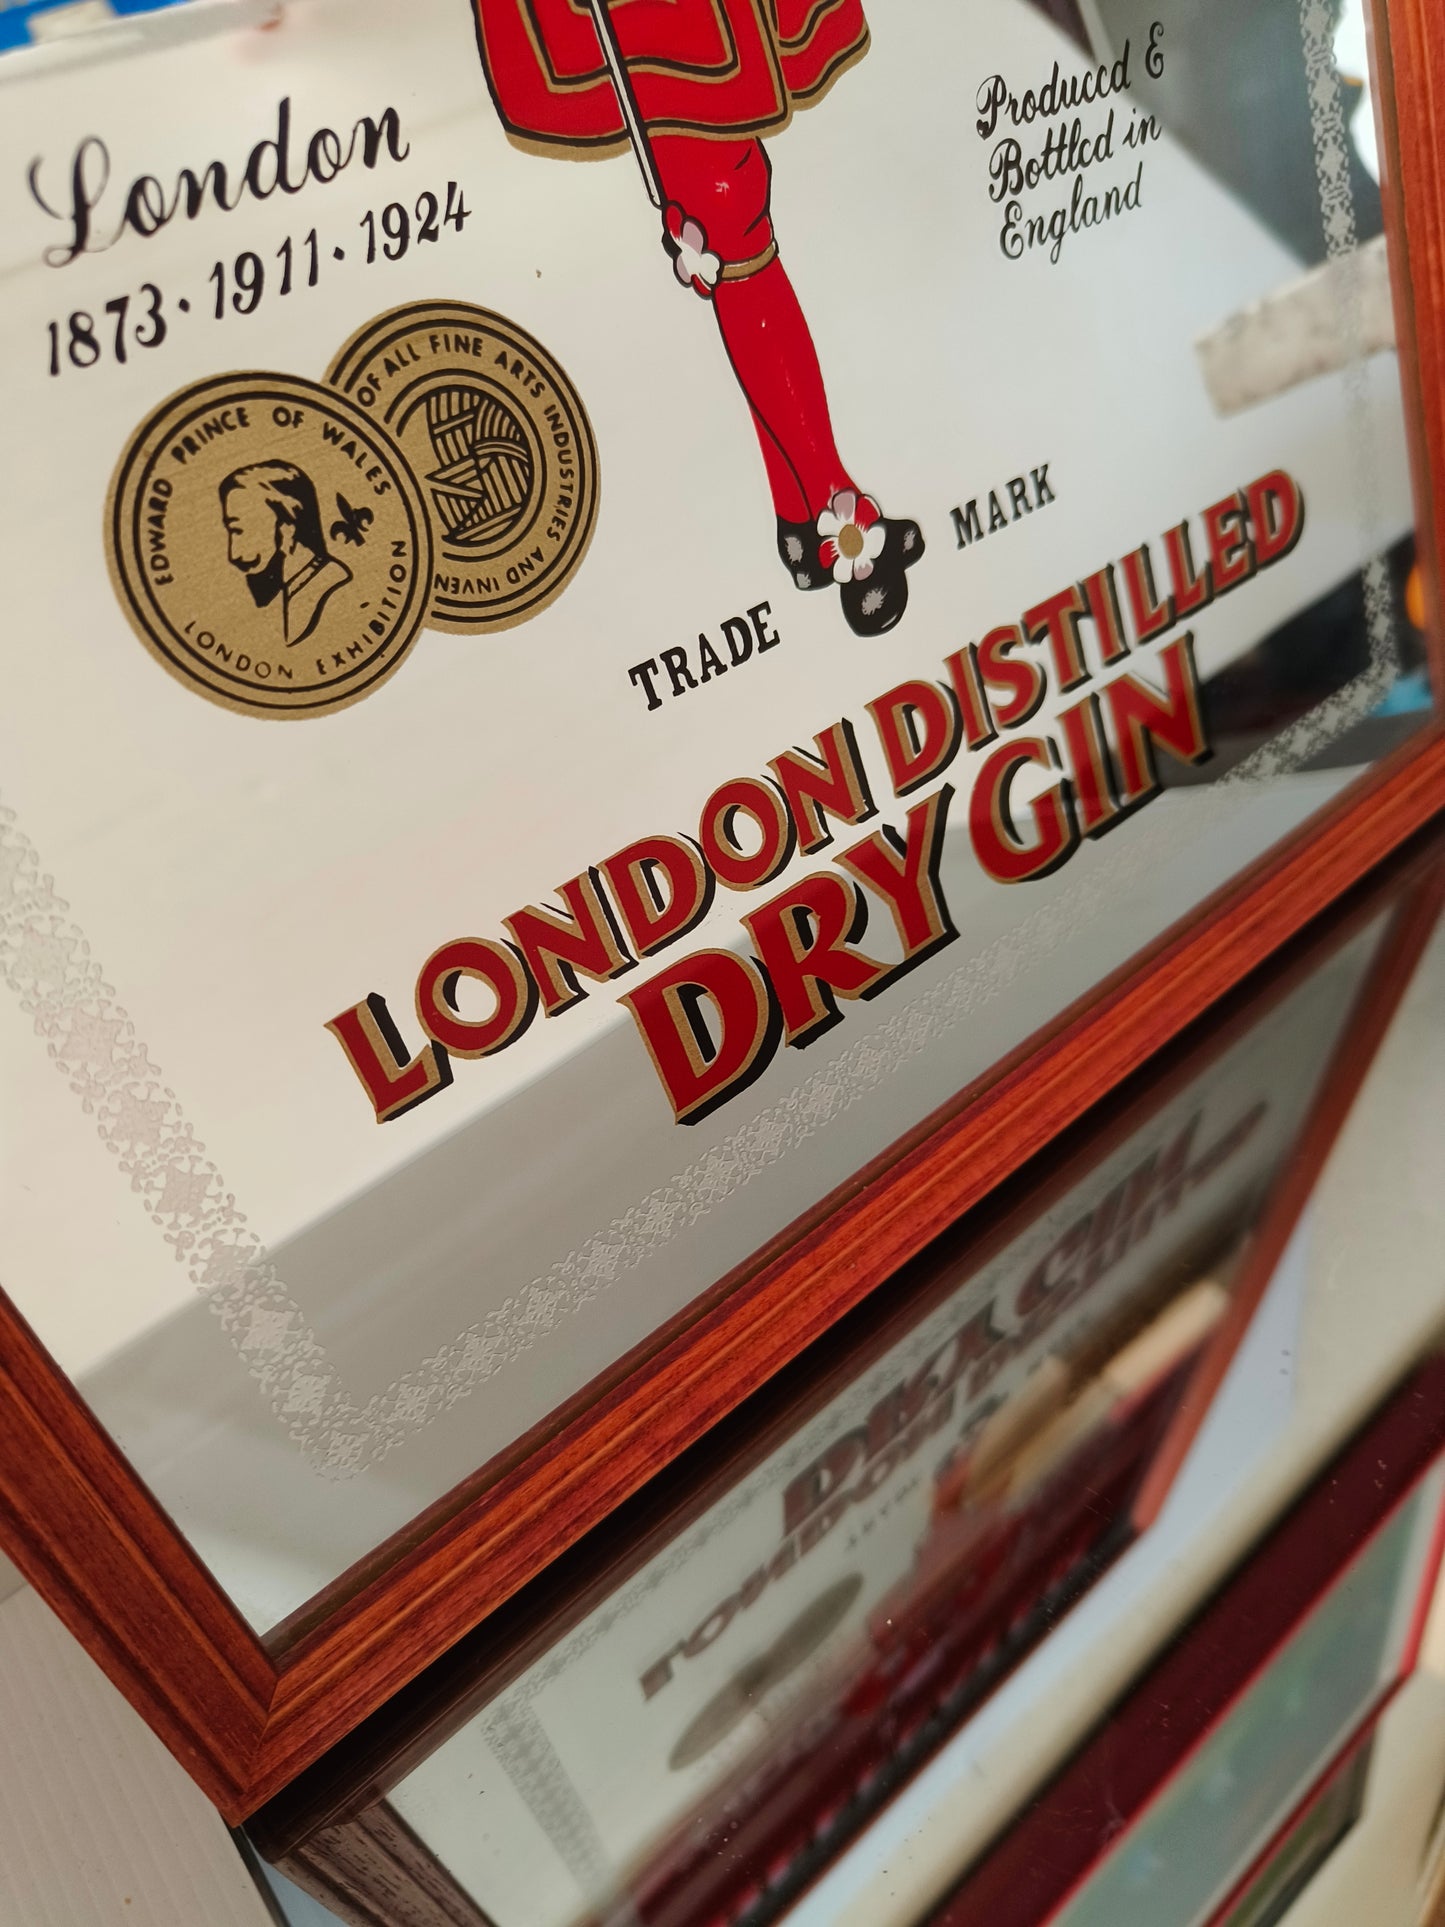 London
1873·1911·1924
Produced &
Bottled in
England
EDWARD PRINCE OF WALES
LONDON EXHIBITION
OF ALL FINE ARTS INDUSTRIES AND INVEN
TRADE MARK
LONDON DISTILLED
DRY GIN